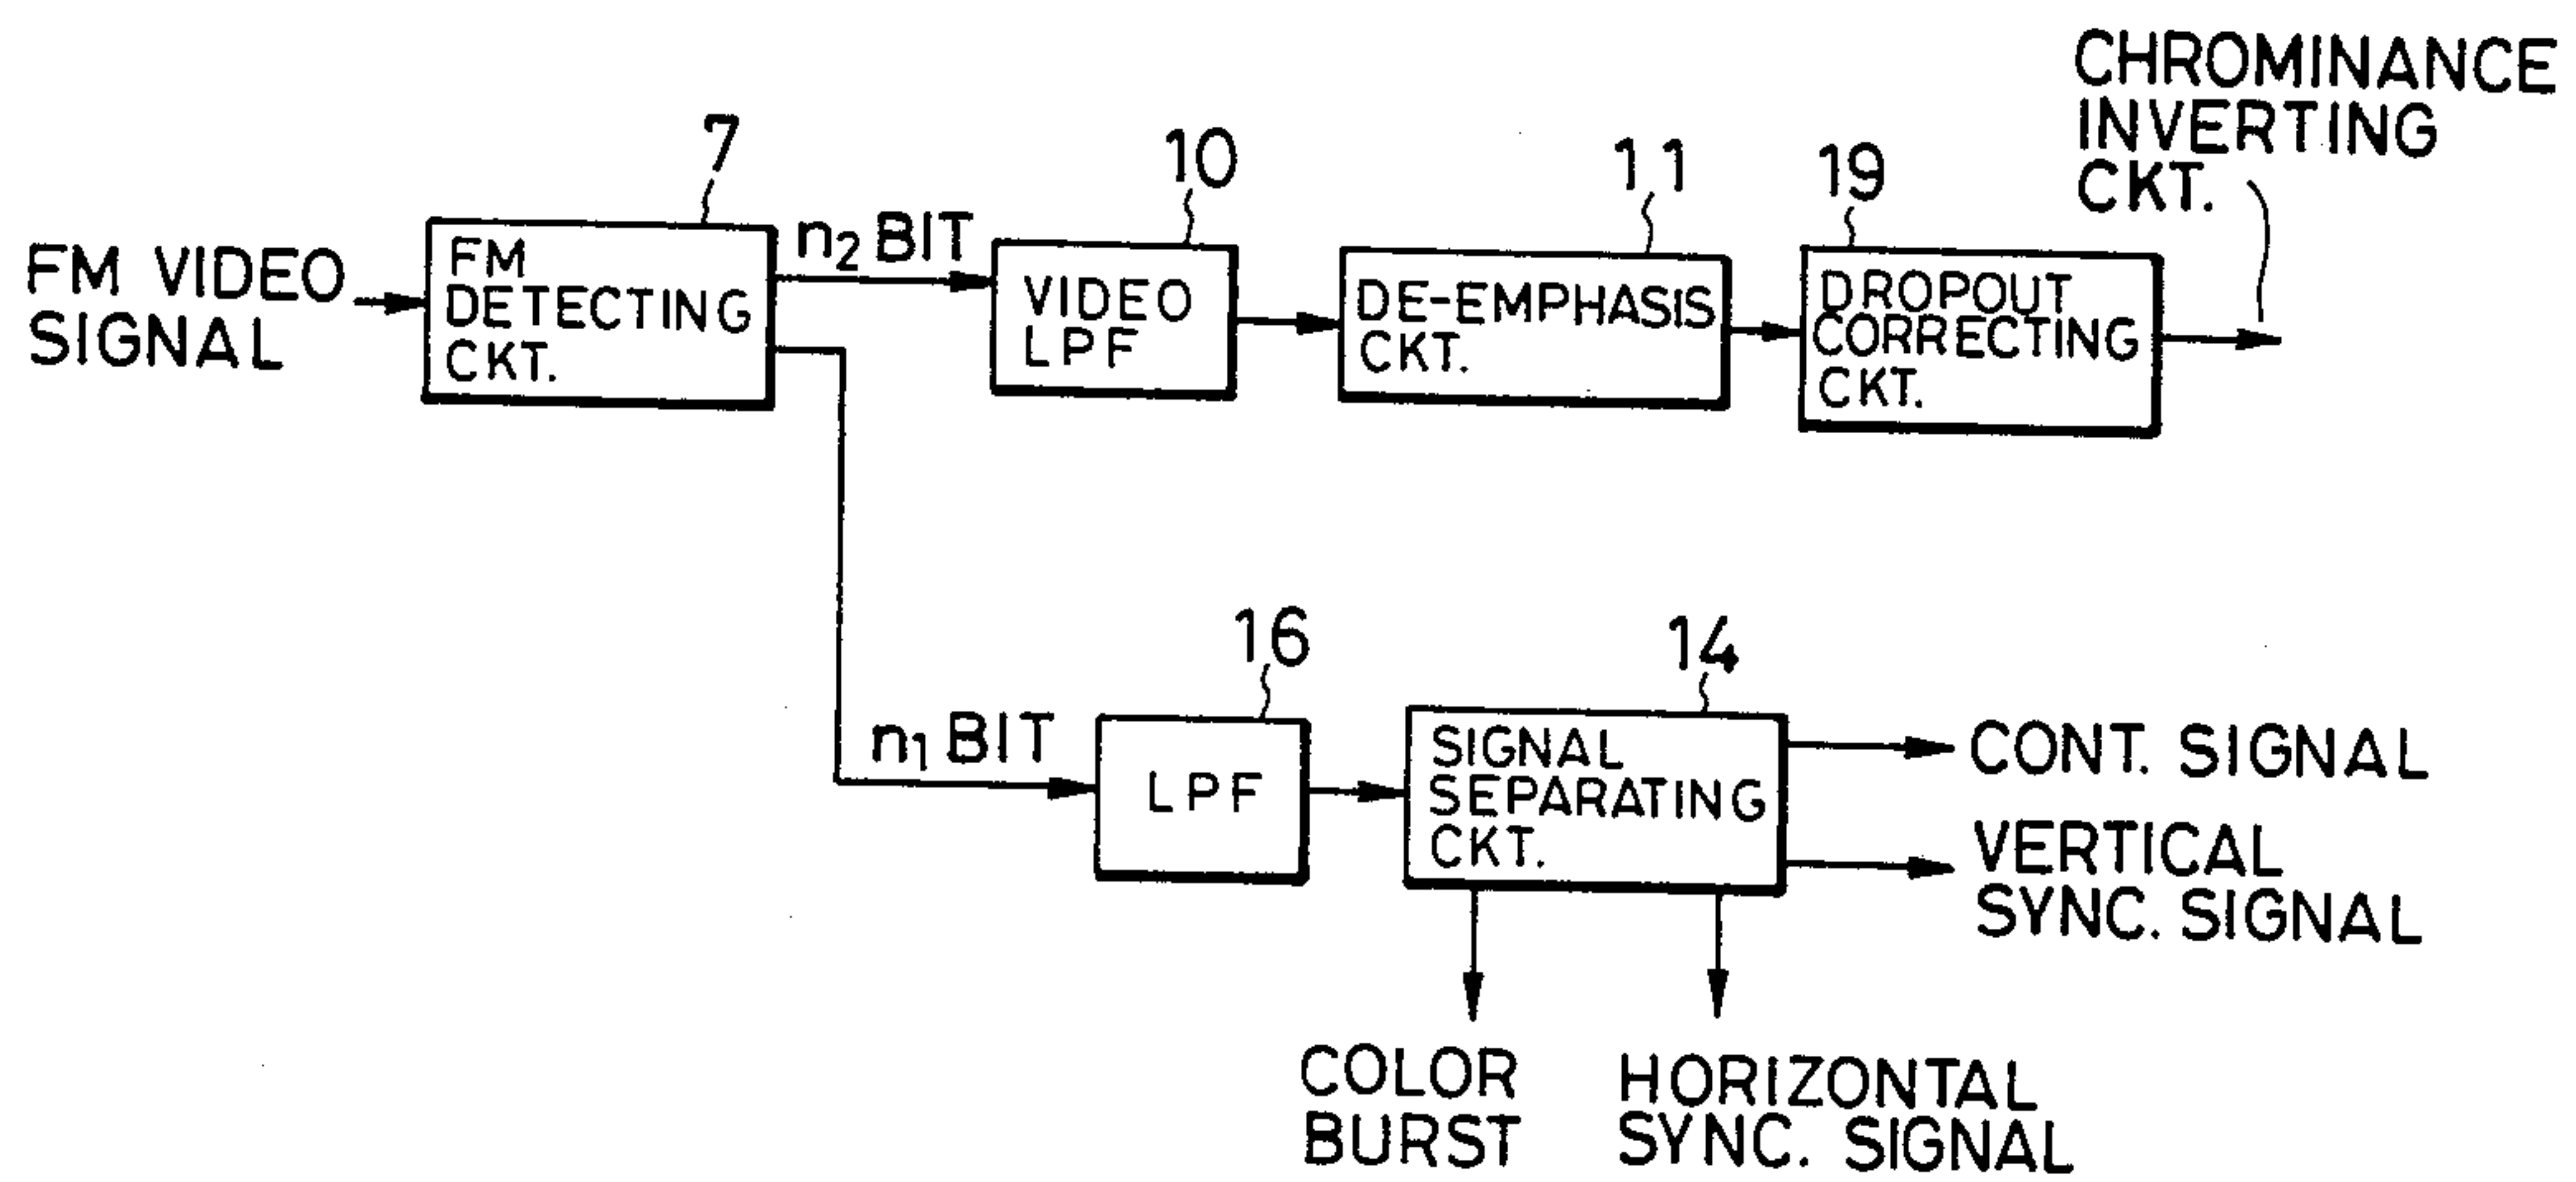 CHROMINANCE
INVERTING
CKT.
7
10
11
19
FM VIDEO
SIGNAL
FM
DETECTING
CKT.
n2 BIT
VIDEO
LPF
DE-EMPHASIS
CKT.
DROPOUT
CORRECTING
CKT.
16
14
n1 BIT
LPF
SIGNAL
SEPARATING
CKT.
CONT. SIGNAL
VERTICAL
SYNC. SIGNAL
COLOR
BURST
HORIZONTAL
SYNC. SIGNAL